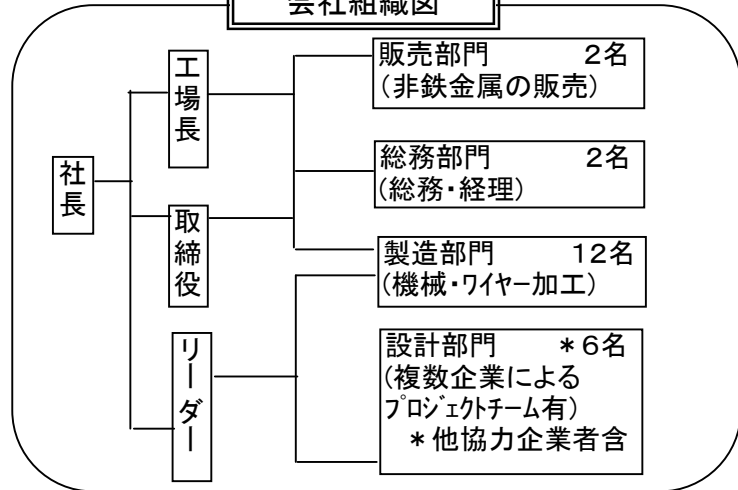 会社組織図
社長
工場長
取締役
リーダー
販売部門　　2名
(非鉄金属の販売)
総務部門　　2名
(総務・経理)
製造部門　　12名
(機械・ﾜｲﾔｰ加工)
設計部門　　＊6名
(複数企業による
ﾌﾟﾛｼﾞｪｸﾄﾁｰﾑ有)
＊他協力企業者含